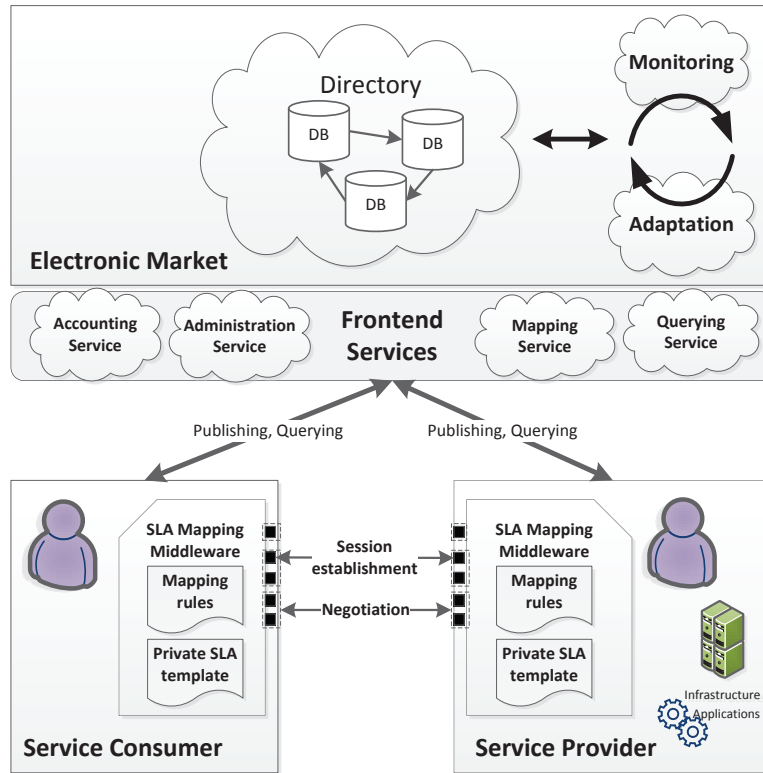 Directory
DB
DB
DB
Monitoring
Adaptation
Electronic Market
Accounting
Service
Administration
Service
Frontend
Services
Mapping
Service
Querying
Service
Publishing, Querying
Publishing, Querying
SLA Mapping
Middleware
Mapping
rules
Private SLA
template
Service Consumer
Session
establishment
Negotiation
SLA Mapping
Middleware
Mapping
rules
Private SLA
template
Infrastructure
Applications
Service Provider